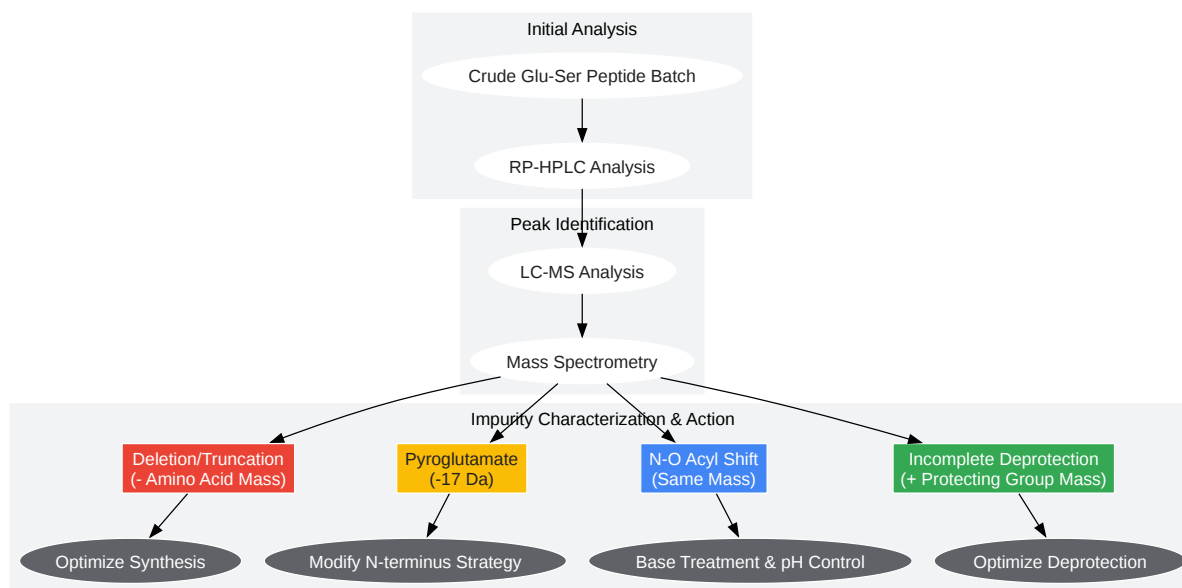 Initial Analysis
Crude Glu-Ser Peptide Batch
RP-HPLC Analysis
Peak Identification
LC-MS Analysis
Mass Spectrometry
Impurity Characterization & Action
Deletion/Truncation
(- Amino Acid Mass)
Pyroglutamate
(-17 Da)
N-O Acyl Shift
(Same Mass)
Incomplete Deprotection
(+ Protecting Group Mass)
Optimize Synthesis
Modify N-terminus Strategy
Base Treatment & pH Control
Optimize Deprotection